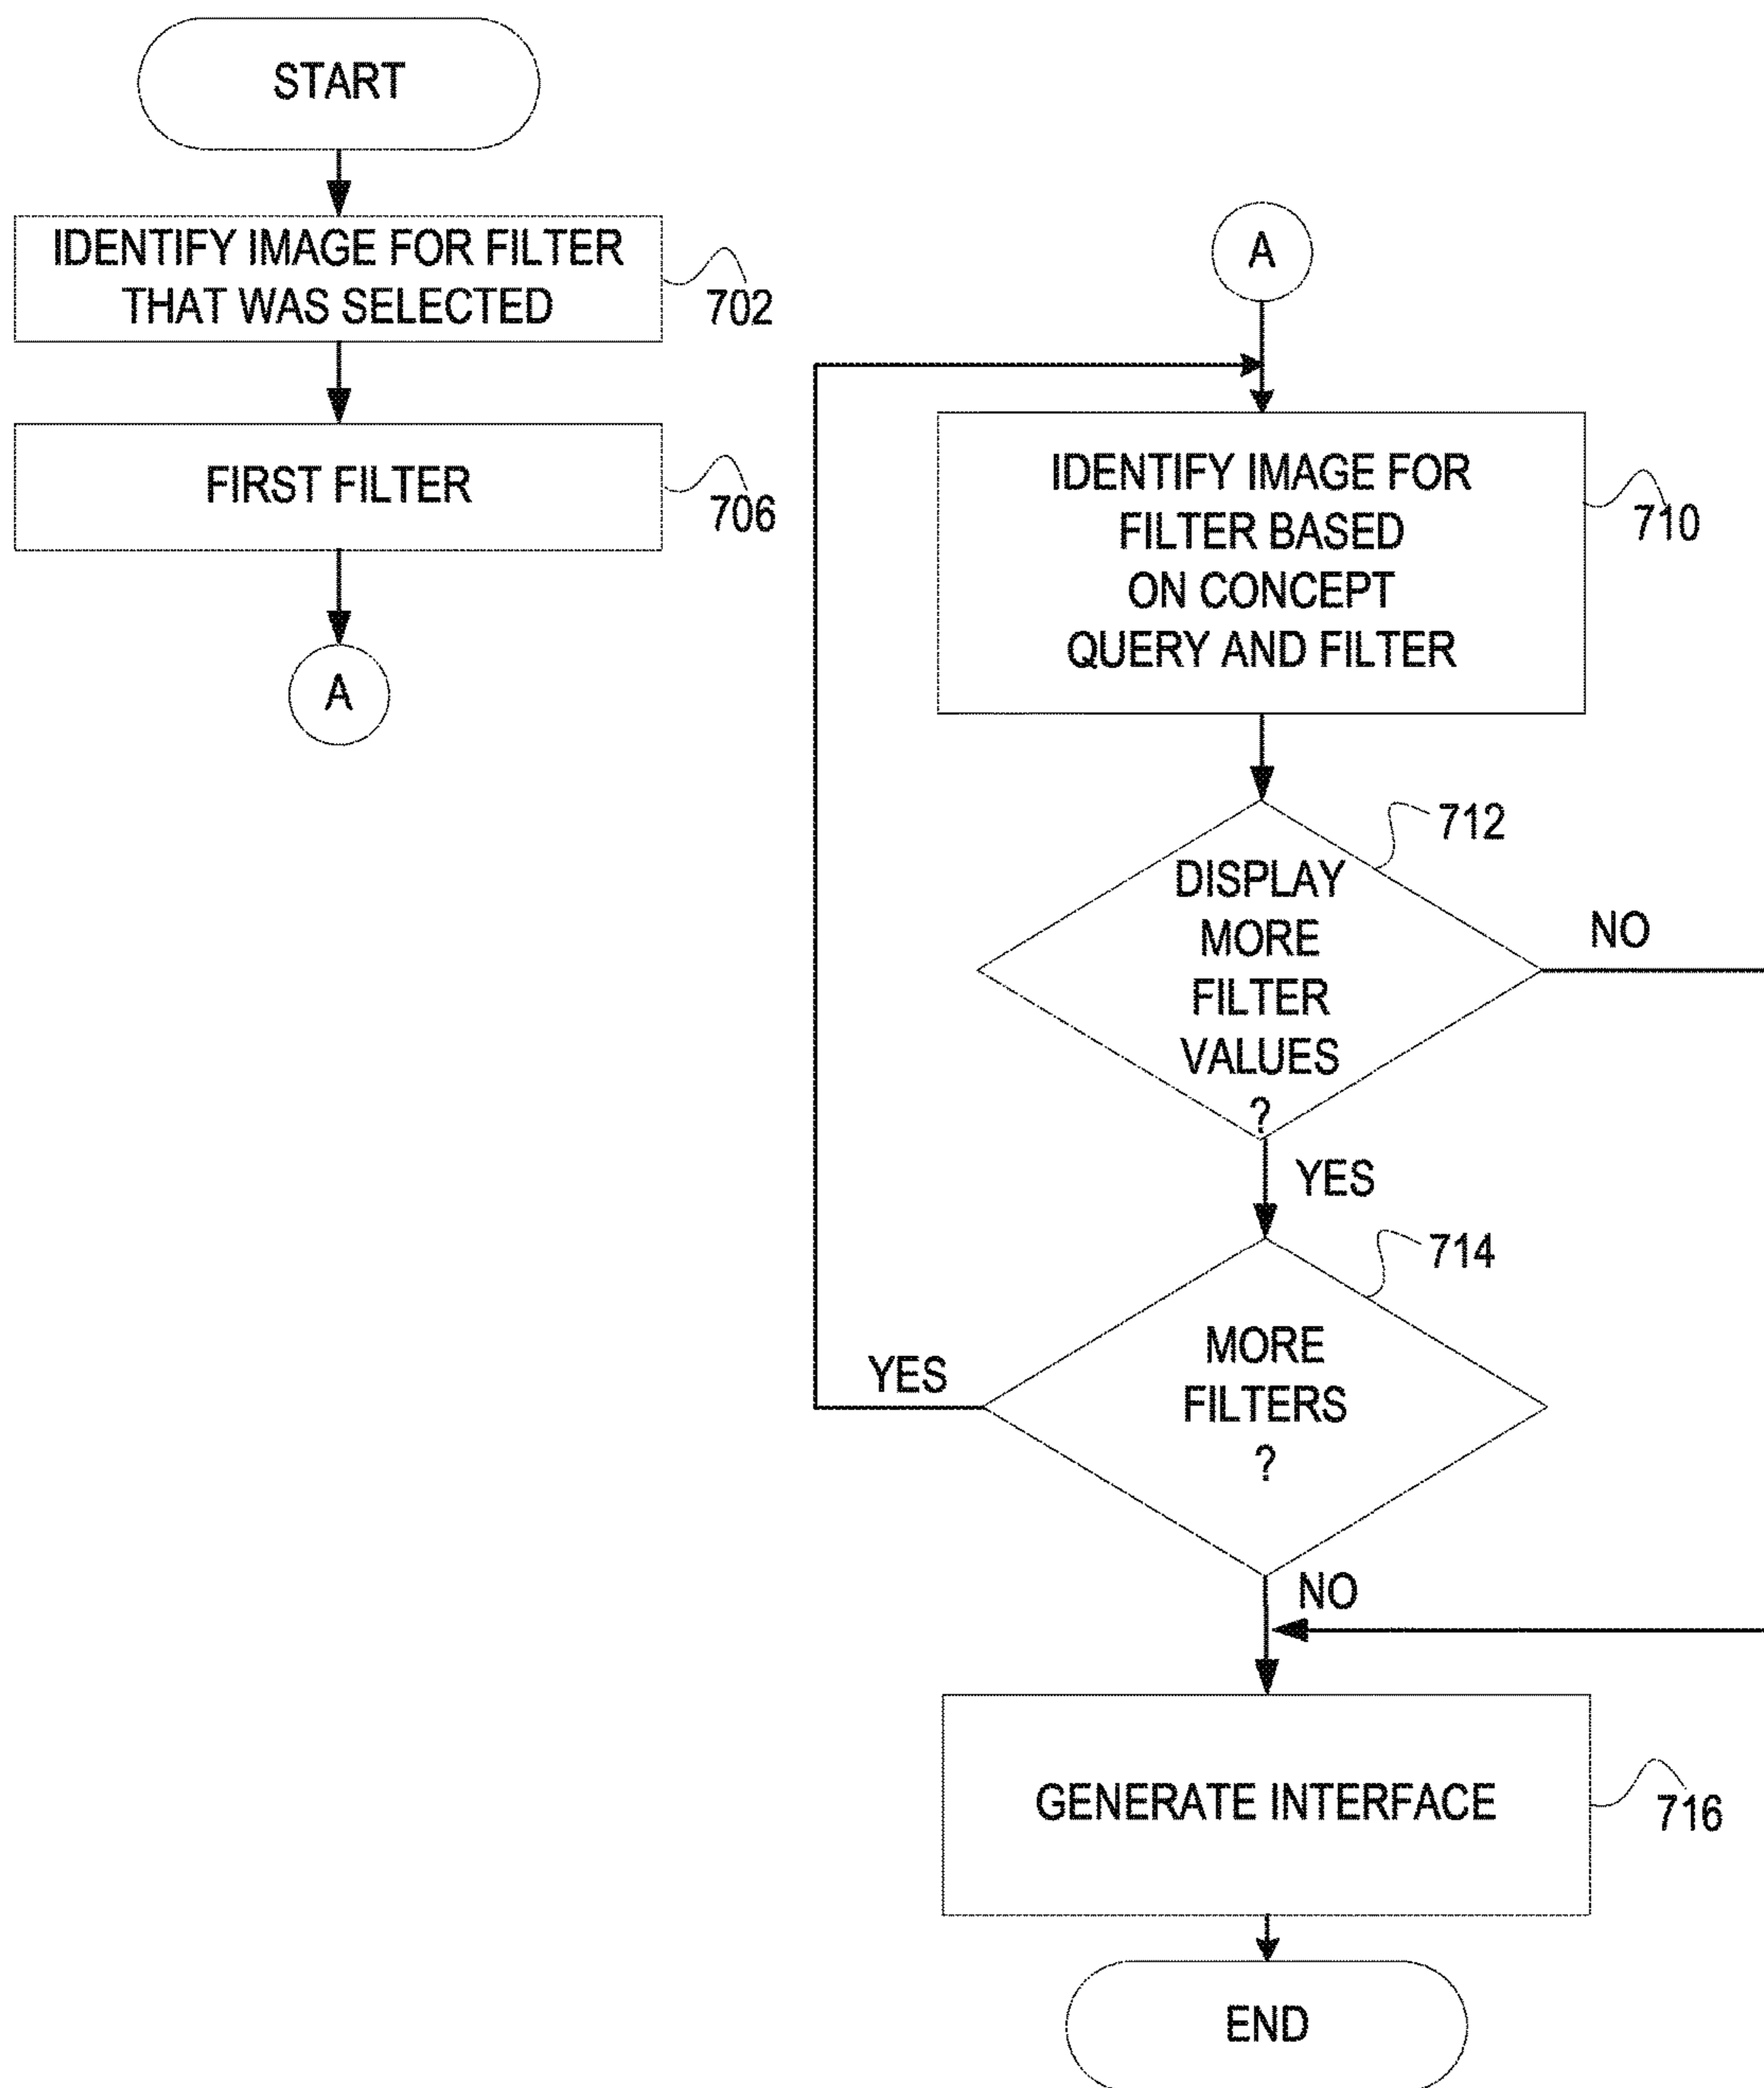 START
IDENTIFY IMAGE FOR FILTER
THAT WAS SELECTED
702
FIRST FILTER
706
A
A
IDENTIFY IMAGE FOR
FILTER BASED
ON CONCEPT
QUERY AND FILTER
710
712
DISPLAY
MORE
FILTER
VALUES
?
NO
YES
714
MORE
FILTERS
?
YES
NO
GENERATE INTERFACE
716
END